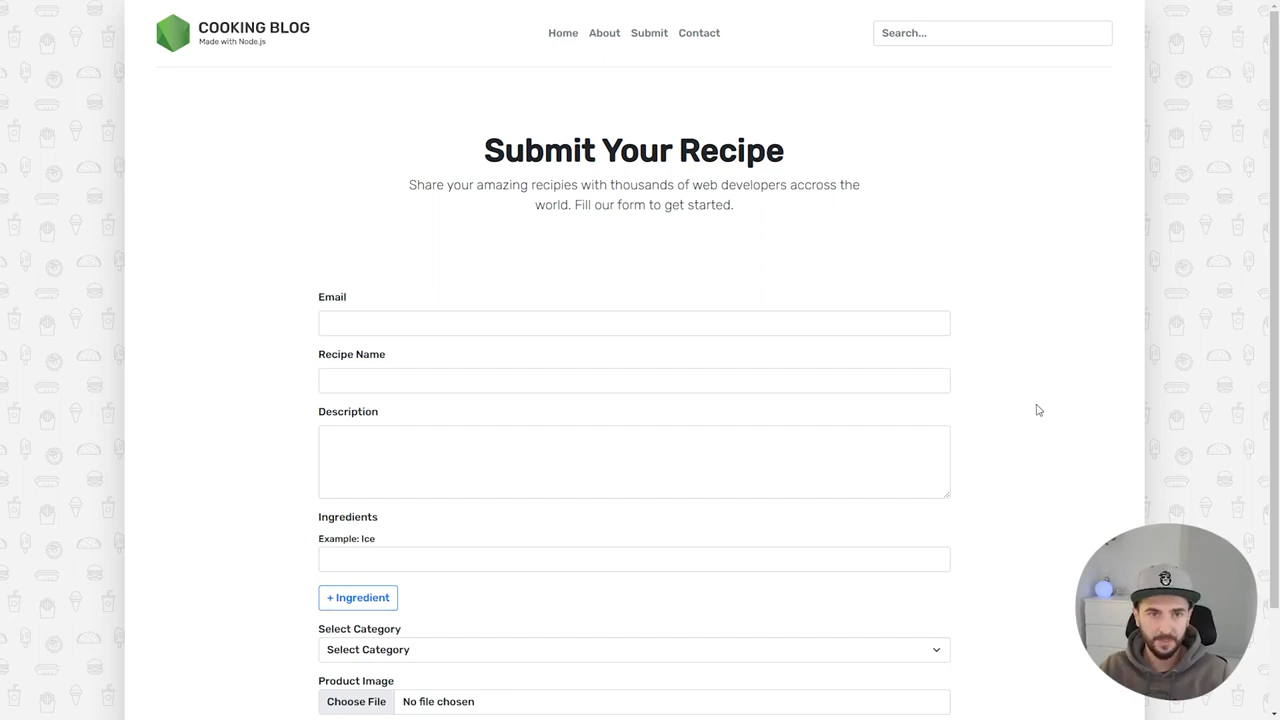 COOKING BLOG
Made with Node.js
Home About Submit Contact
Search...
Submit Your Recipe
Share your amazing recipies with thousands of web developers accross the
world. Fill our form to get started.
Email
Recipe Name
Description
Ingredients
Example: Ice
+ Ingredient
Select Category
Select Category
Product Image
Choose File No file chosen